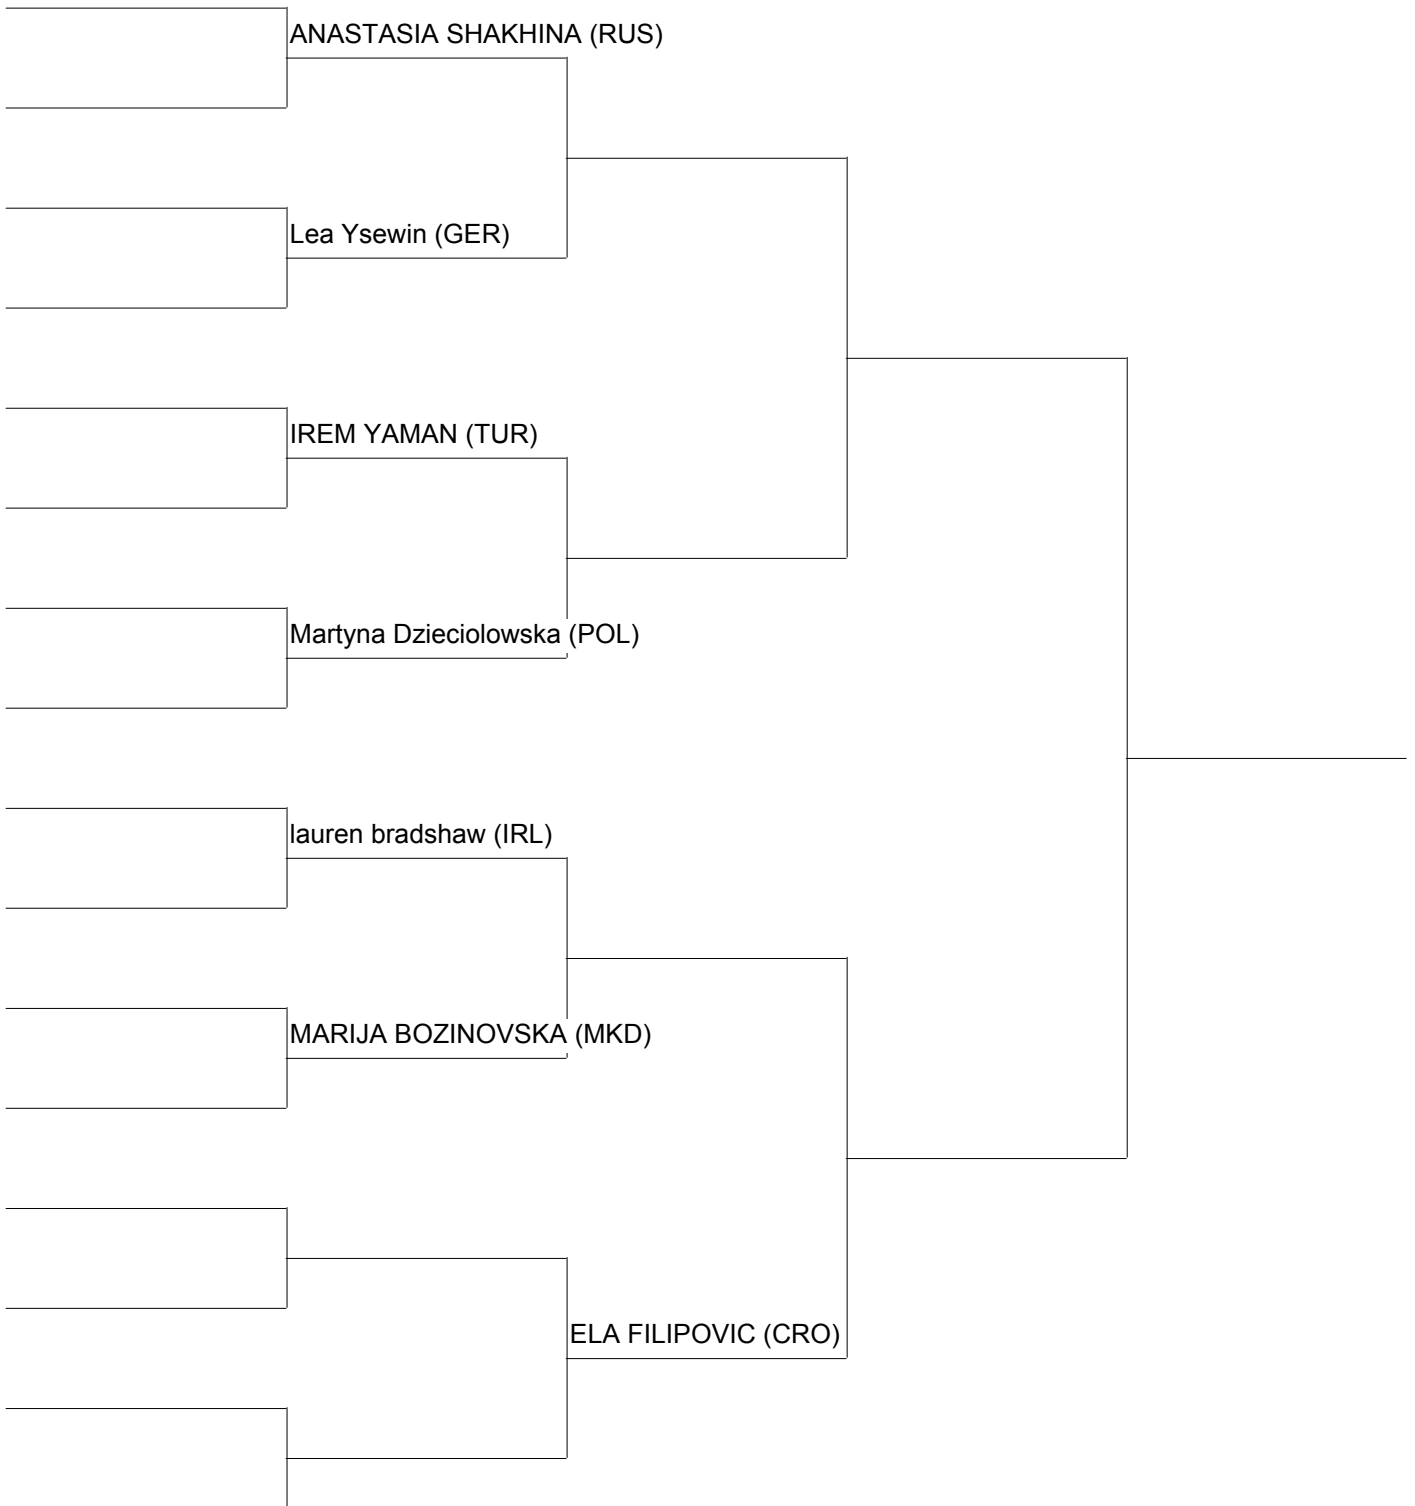 ANASTASIA SHAKHINA (RUS)
Lea Ysewin (GER)
IREM YAMAN (TUR)
Martyna Dzieciolowska (POL)
lauren bradshaw (IRL)
MARIJA BOZINOVSKA (MKD)
ELA FILIPOVIC (CRO)